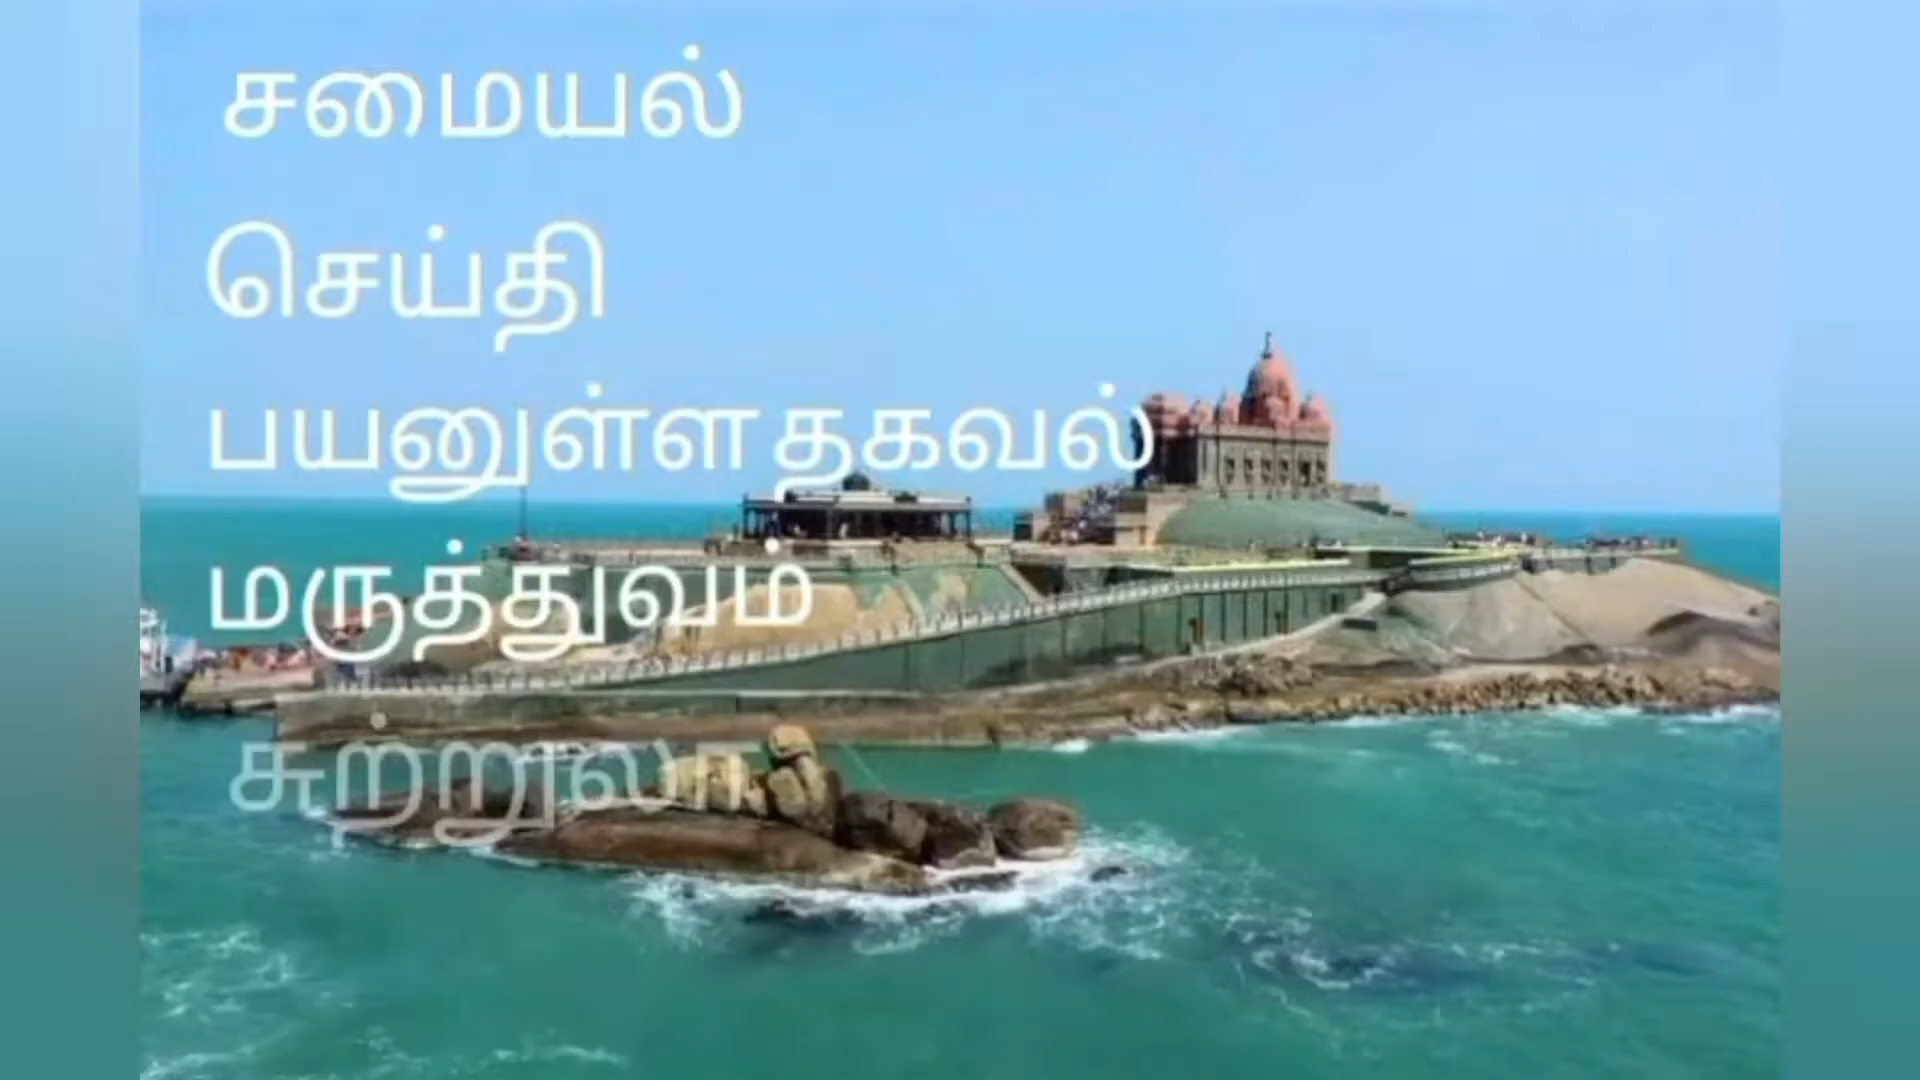 சமையல்
செய்தி
பயனுள்ள தகவல்
மருத்துவம்
சுற்றுலா